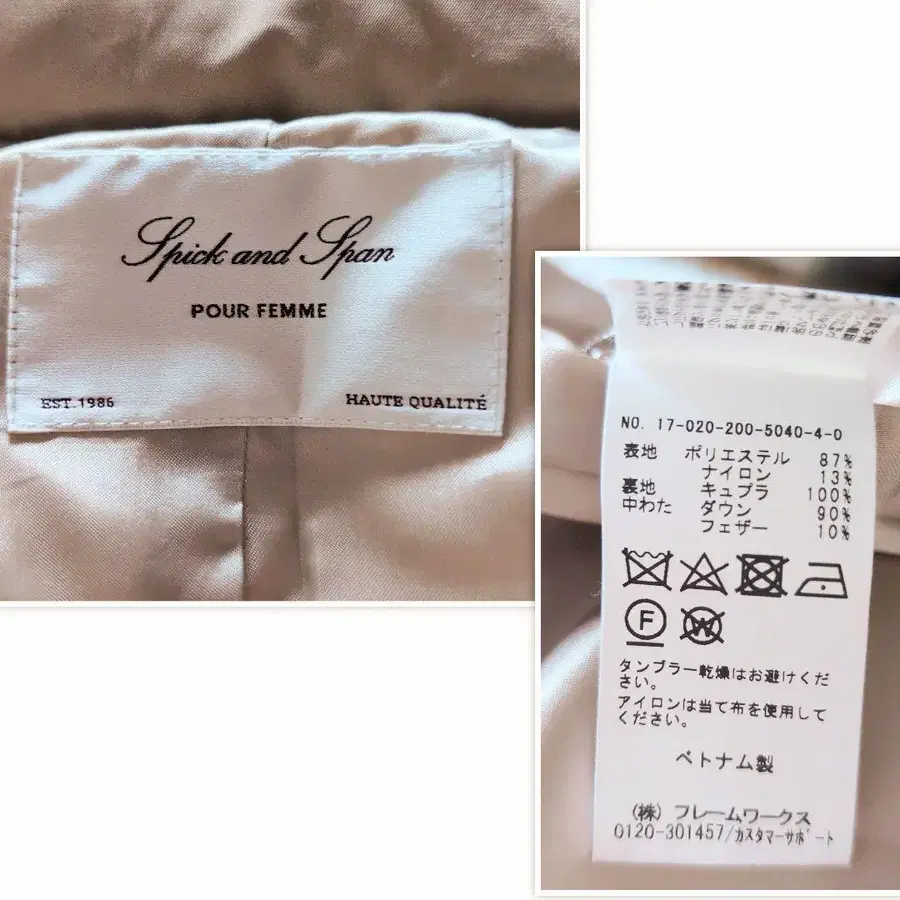 Spick and Span
POUR FEMME
EST.1986
HAUTE QUALITÉ
NO. 17-020-200-5040-4-0
表地 ポリエステル 87%
ナイロン 13%
裏地 キュプラ 100%
中わた ダウン 90%
フェザー 10%
F
W
タンブラー乾燥はお避けくだ
さい。
アイロンは当て布を使用して
ください。
ベトナム製
(株) フレームワークス
0120-301457/カスタマーサポート